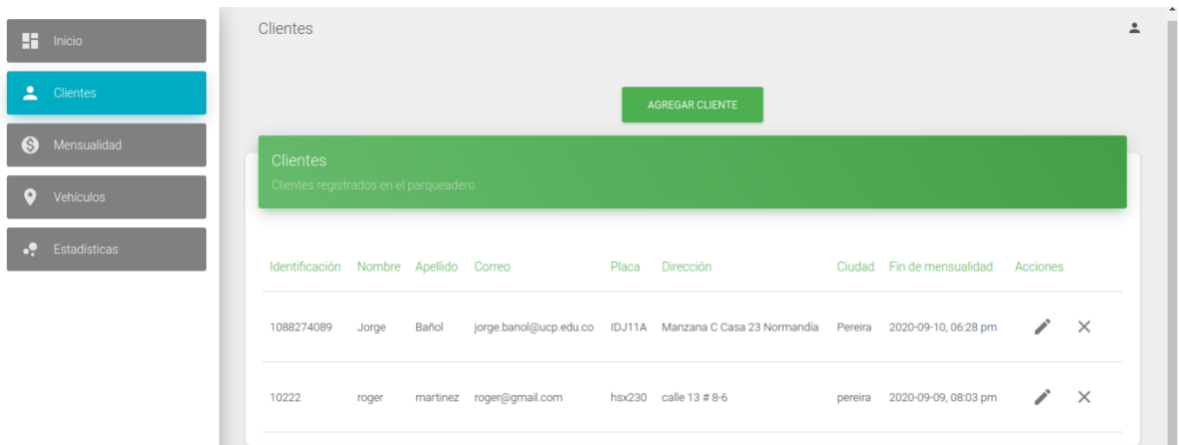 Inicio
Clientes
Mensualidad
Vehículos
Estadísticas
Clientes
AGREGAR CLIENTE
Clientes
Clientes registrados en el parqueadero
Identificación Nombre Apellido Correo Placa Dirección Ciudad Fin de mensualidad Acciones
1088274089 Jorge Bañol jorge.banol@ucp.edu.co IDJ11A Manzana C Casa 23 Normandía Pereira 2020-09-10, 06:28 pm
10222 roger martinez roger@gmail.com hsx230 calle 13 # 8-6 pereira 2020-09-09, 08:03 pm